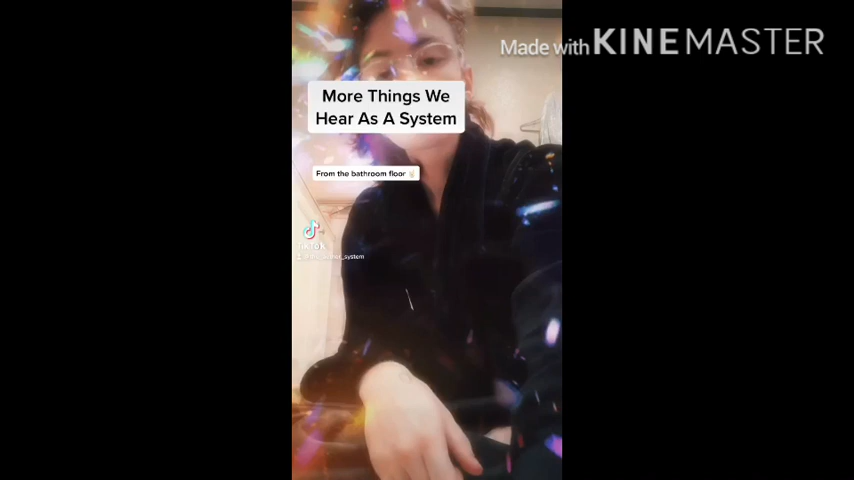 Made with KINEMASTER
More Things We
Hear As A System
From the bathroom floor ✌🏻
TikTok